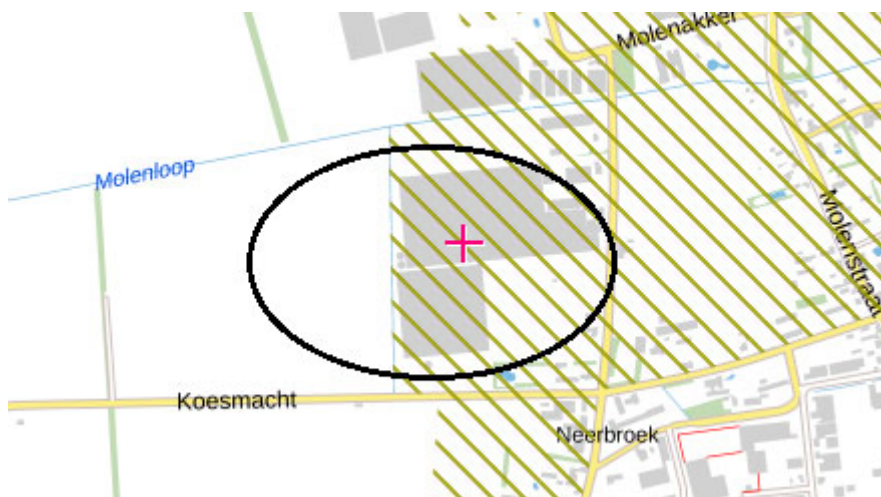 Molenakker
Molenloop
Molenstraat
Koesmacht
Neerbroek